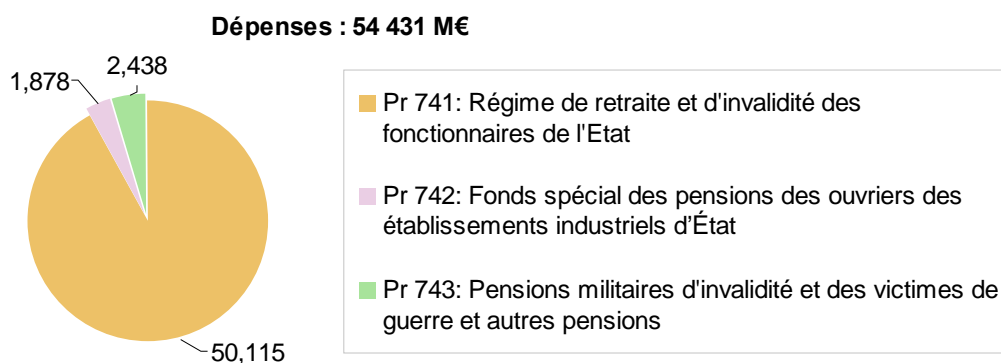 Dépenses : 54 431 M€
2,438
1,878
50,115
Pr 741: Régime de retraite et d'invalidité des
fonctionnaires de l'Etat
Pr 742: Fonds spécial des pensions des ouvriers des
établissements industriels d’État
Pr 743: Pensions militaires d'invalidité et des victimes de
guerre et autres pensions